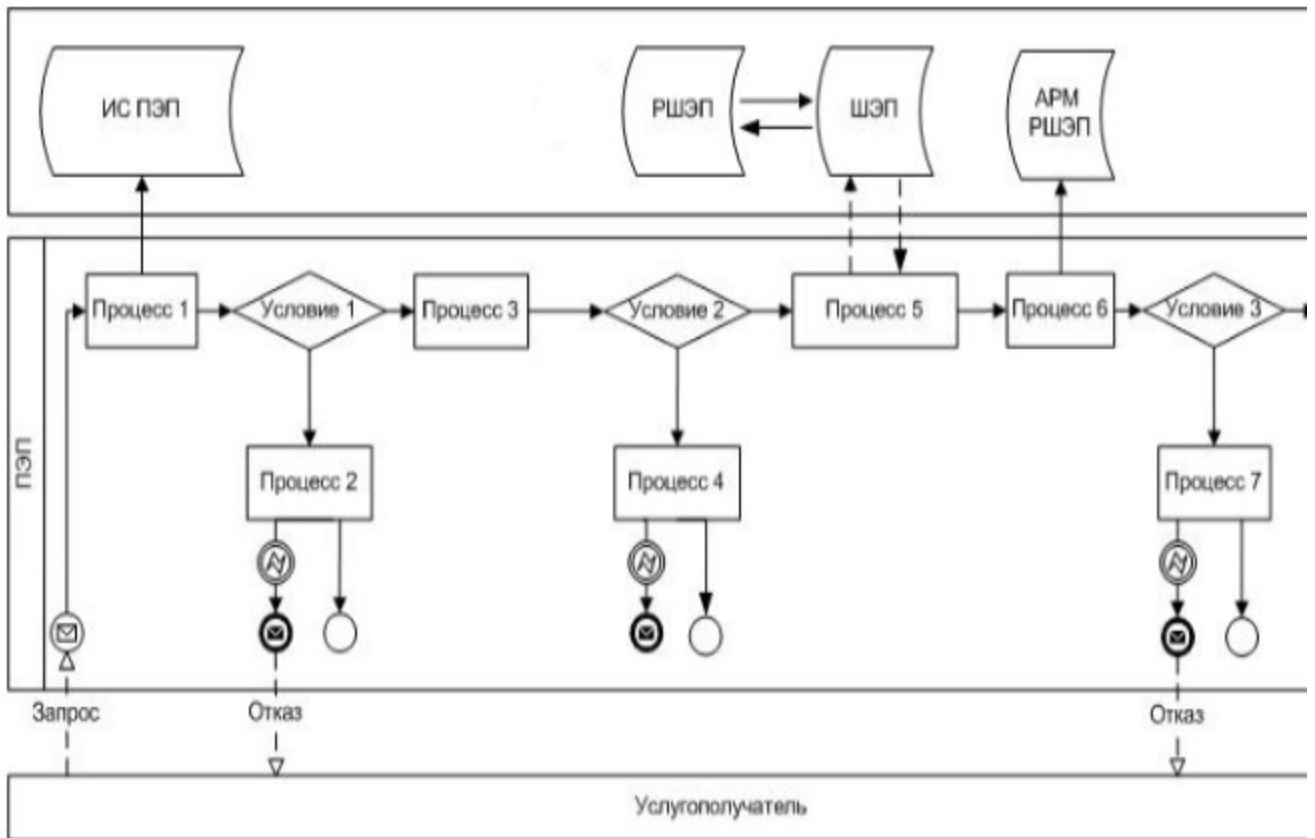 ИС ПЭП
РШЭП
ШЭП
АРМ
РШЭП
ПЭП
Процесс 1
Условие 1
Процесс 3
Условие 2
Процесс 5
Процесс 6
Условие 3
Процесс 2
Процесс 4
Процесс 7
Запрос
Отказ
Отказ
Услугополучатель